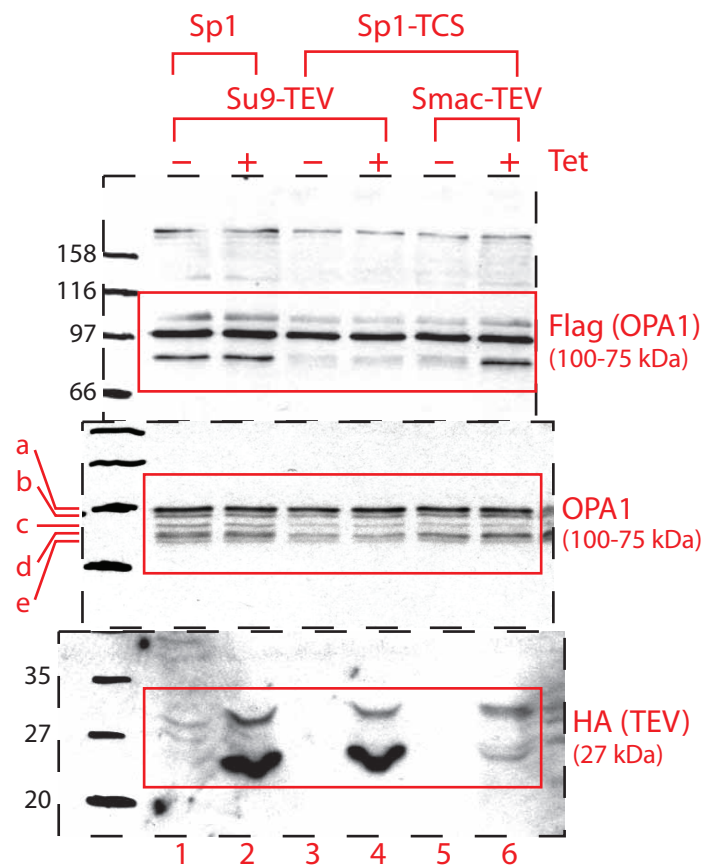 Sp1 Sp1-TCS
Su9-TEV Smac-TEV
– + – + – + Tet
158
116
97
66
Flag (OPA1)
(100-75 kDa)
a
b
c
d
e
OPA1
(100-75 kDa)
35
27
20
HA (TEV)
(27 kDa)
1 2 3 4 5 6